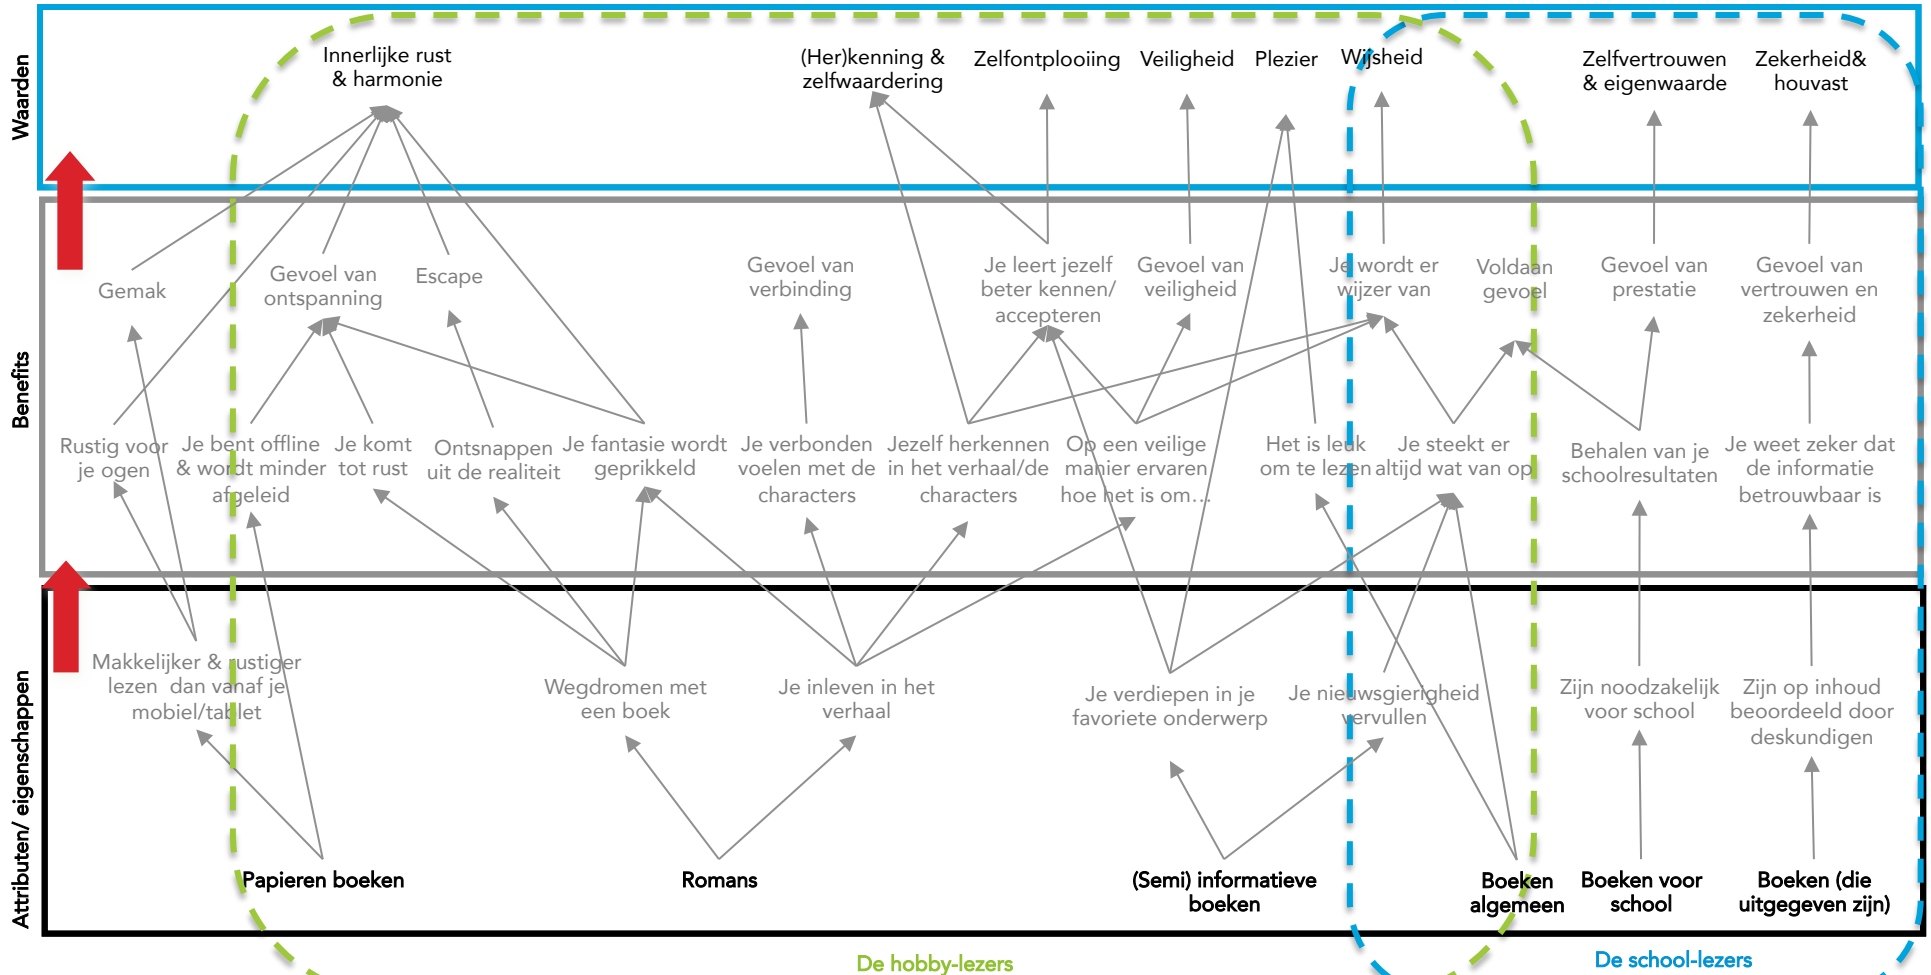 Waarden
Innerlijke rust
& harmonie
(Her)kenning &
zelfwaardering
Zelfontplooiing
Veiligheid
Plezier
Wijsheid
Zelfvertrouwen
& eigenwaarde
Zekerheid&
houvast
Benefits
Gemak
Gevoel van
ontspanning
Escape
Gevoel van
verbinding
Je leert jezelf
beter kennen/
accepteren
Gevoel van
veiligheid
Je wordt er
wijzer van
Voldaan
gevoel
Gevoel van
prestatie
Gevoel van
vertrouwen en
zekerheid
Rustig voor
je ogen
Je bent offline
& wordt minder
afgeleid
Je komt
tot rust
Ontsnappen
uit de realiteit
Je fantasie wordt
geprikkeld
Je verbonden
voelen met de
characters
Jezelf herkennen
in het verhaal/de
characters
Op een veilige
manier ervaren
hoe het is om...
Het is leuk
om te lezen
Je steekt er
altijd wat van op
Behalen van je
schoolresultaten
Je weet zeker dat
de informatie
betrouwbaar is
Attributen/ eigenschappen
Makkelijker & rustiger
lezen dan vanaf je
mobiel/tablet
Wegdromen met
een boek
Je inleven in het
verhaal
Je verdiepen in je
favoriete onderwerp
Je nieuwsgierigheid
vervullen
Zijn noodzakelijk
voor school
Zijn op inhoud
beoordeeld door
deskundigen
Papieren boeken
Romans
(Semi) informatieve
boeken
Boeken
algemeen
Boeken voor
school
Boeken (die
uitgegeven zijn)
De hobby-lezers
De school-lezers